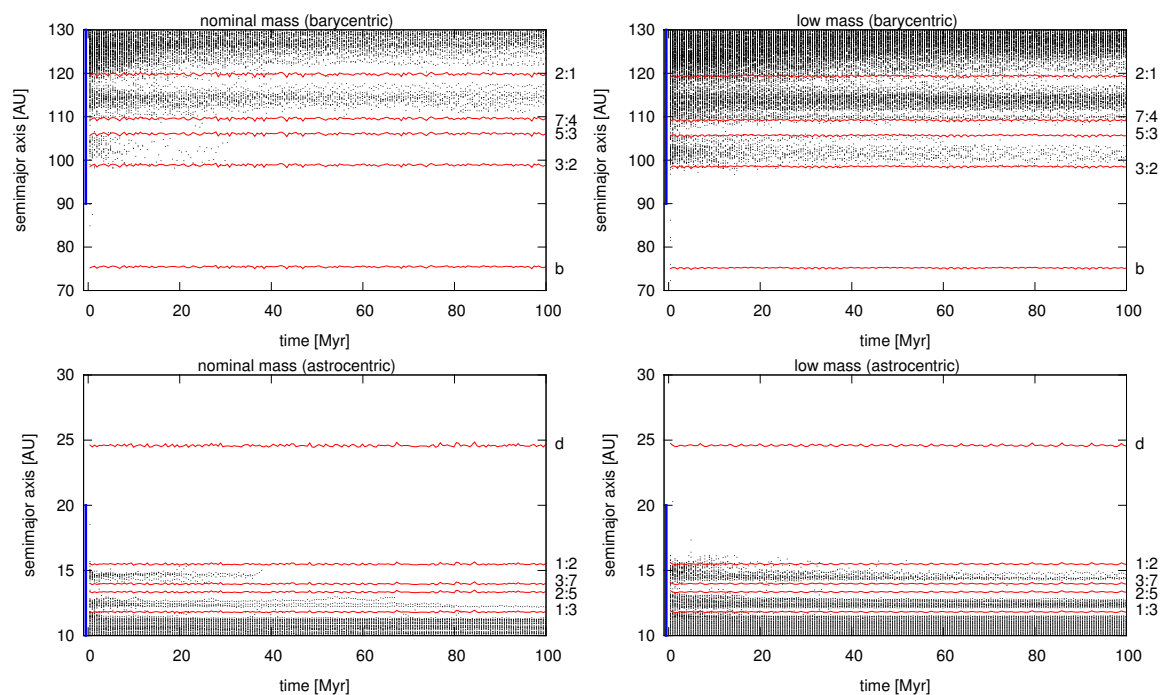 nominal mass (barycentric)
130
120
110
100
90
80
70
semimajor axis [AU]
2:1
7:4
5:3
3:2
b
0 20 40 60 80 100
time [Myr]
low mass (barycentric)
130
120
110
100
90
80
70
semimajor axis [AU]
2:1
7:4
5:3
3:2
b
0 20 40 60 80 100
time [Myr]
nominal mass (astrocentric)
30
25
20
15
10
semimajor axis [AU]
d
1:2
3:7
2:5
1:3
0 20 40 60 80 100
time [Myr]
low mass (astrocentric)
30
25
20
15
10
semimajor axis [AU]
d
1:2
3:7
2:5
1:3
0 20 40 60 80 100
time [Myr]